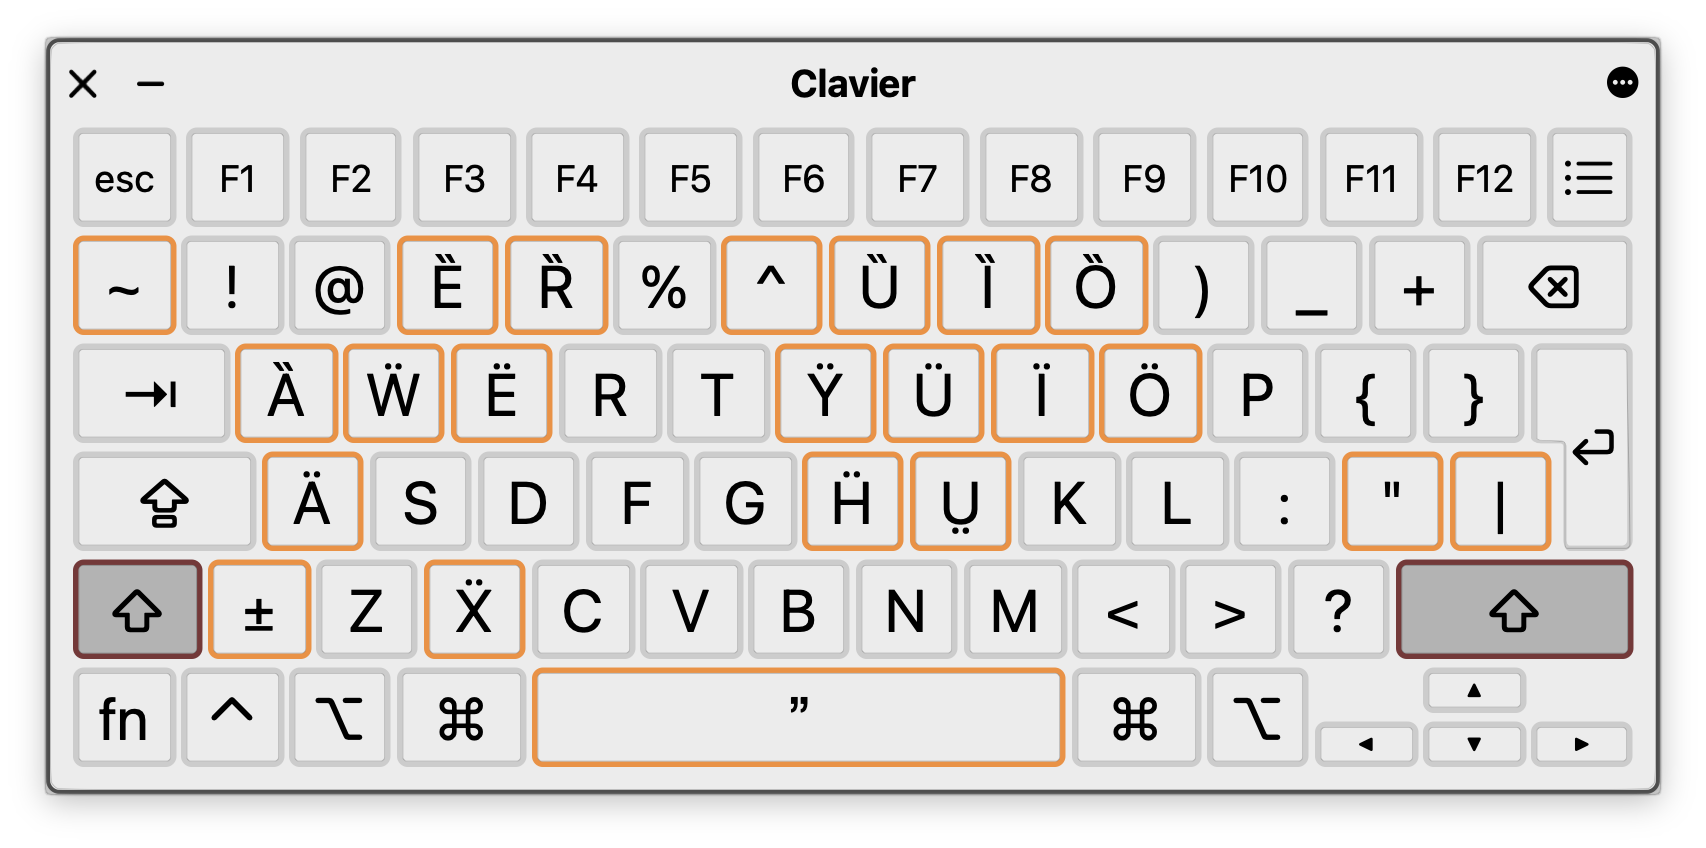 Clavier
esc F1 F2 F3 F4 F5 F6 F7 F8 F9 F10 F11 F12
~ ! @ Ȅ Ȑ % ^ Ȕ Ȉ Ȍ ) _ +
Ȁ Ẅ Ë R T Ÿ Ü Ï Ö P { }
Ä S D F G Ḧ Ṳ K L : " |
± Z Ẍ C V B N M < > ?
fn ⌃ ⌥ ⌘ ” ⌘ ⌥